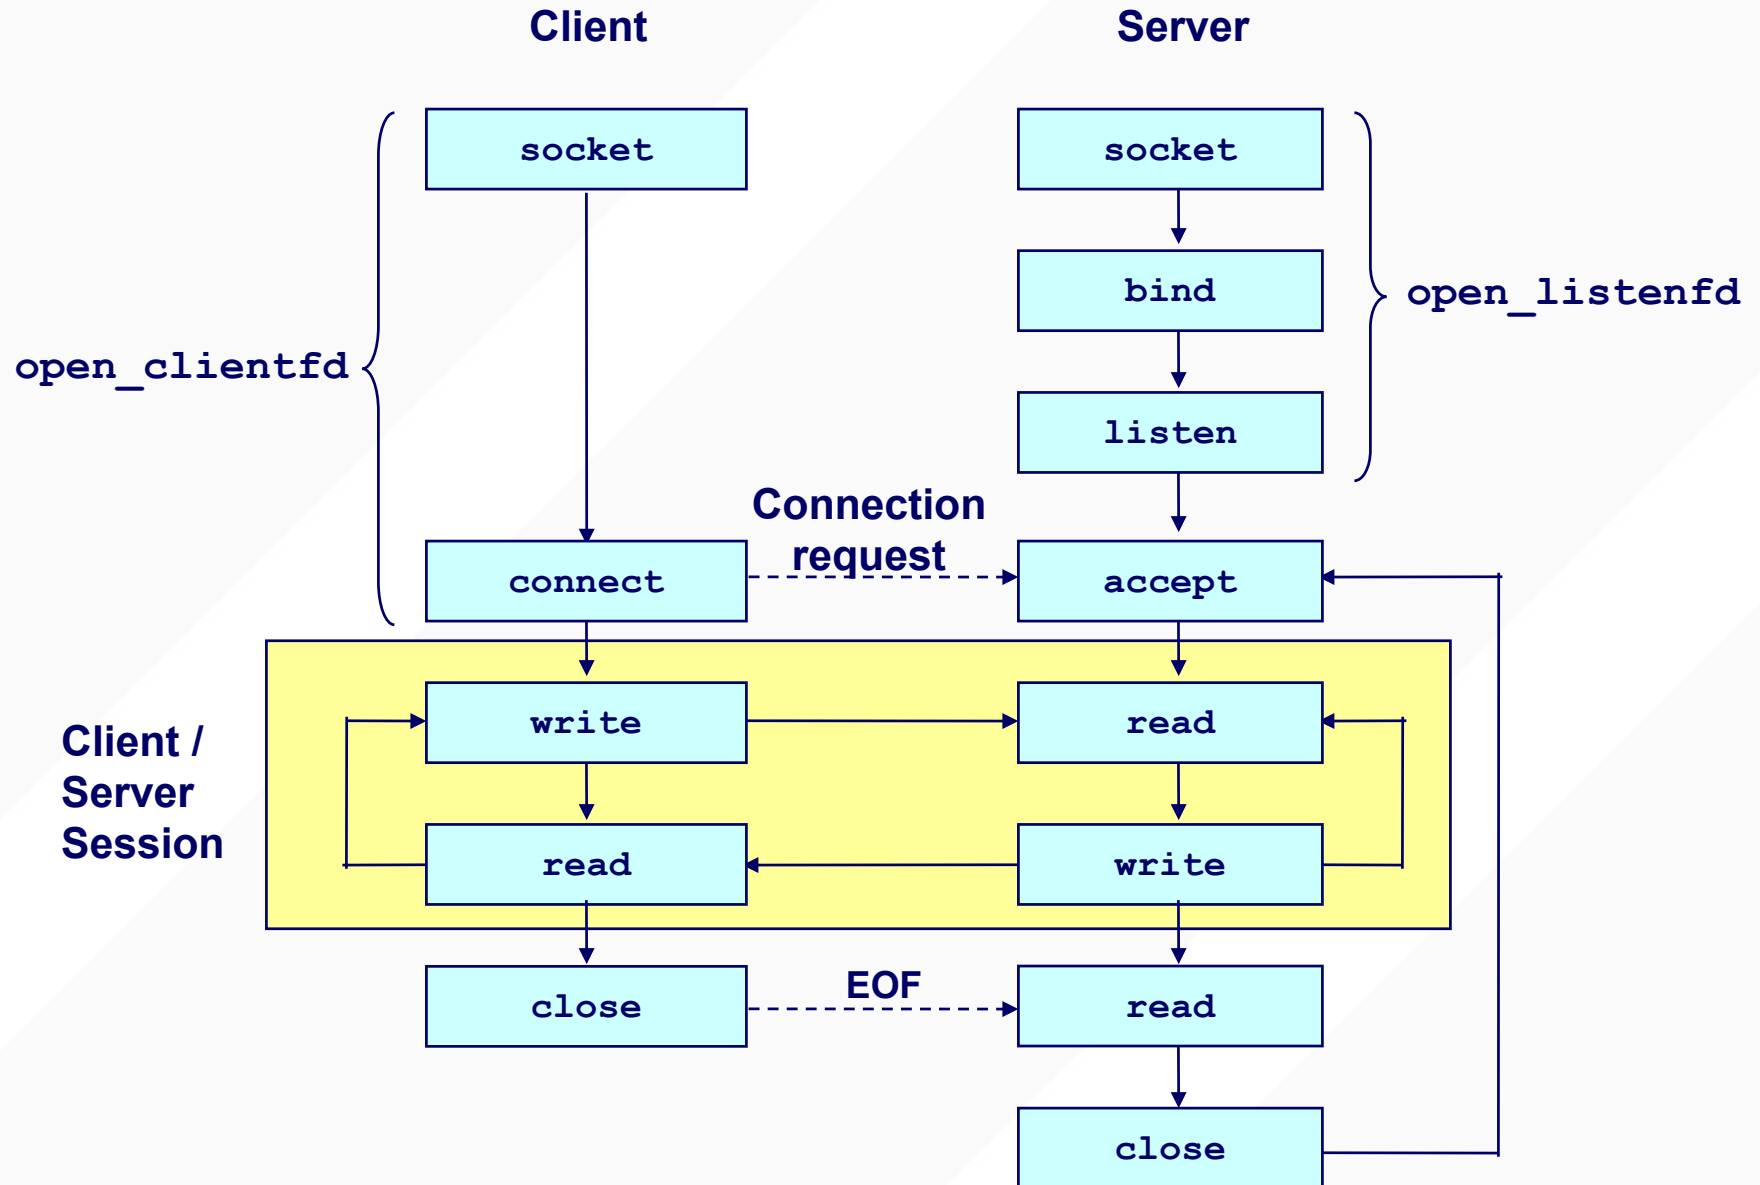 Client
Server
socket
socket
bind
open_listenfd
open_clientfd
listen
Connection
request
connect
accept
Client /
Server
Session
write
read
read
write
close
EOF
read
close